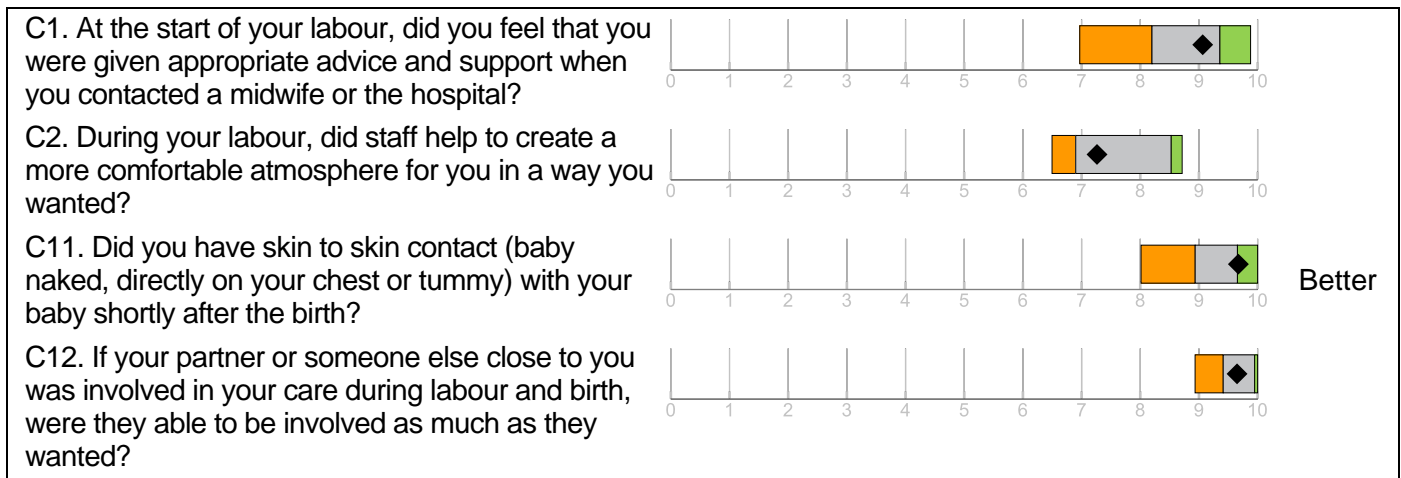 C1. At the start of your labour, did you feel that you
were given appropriate advice and support when
you contacted a midwife or the hospital?
0 1 2 3 4 5 6 7 8 9 10
C2. During your labour, did staff help to create a
more comfortable atmosphere for you in a way you
wanted?
0 1 2 3 4 5 6 7 8 9 10
C11. Did you have skin to skin contact (baby
naked, directly on your chest or tummy) with your
baby shortly after the birth?
0 1 2 3 4 5 6 7 8 9 10
Better
C12. If your partner or someone else close to you
was involved in your care during labour and birth,
were they able to be involved as much as they
wanted?
0 1 2 3 4 5 6 7 8 9 10